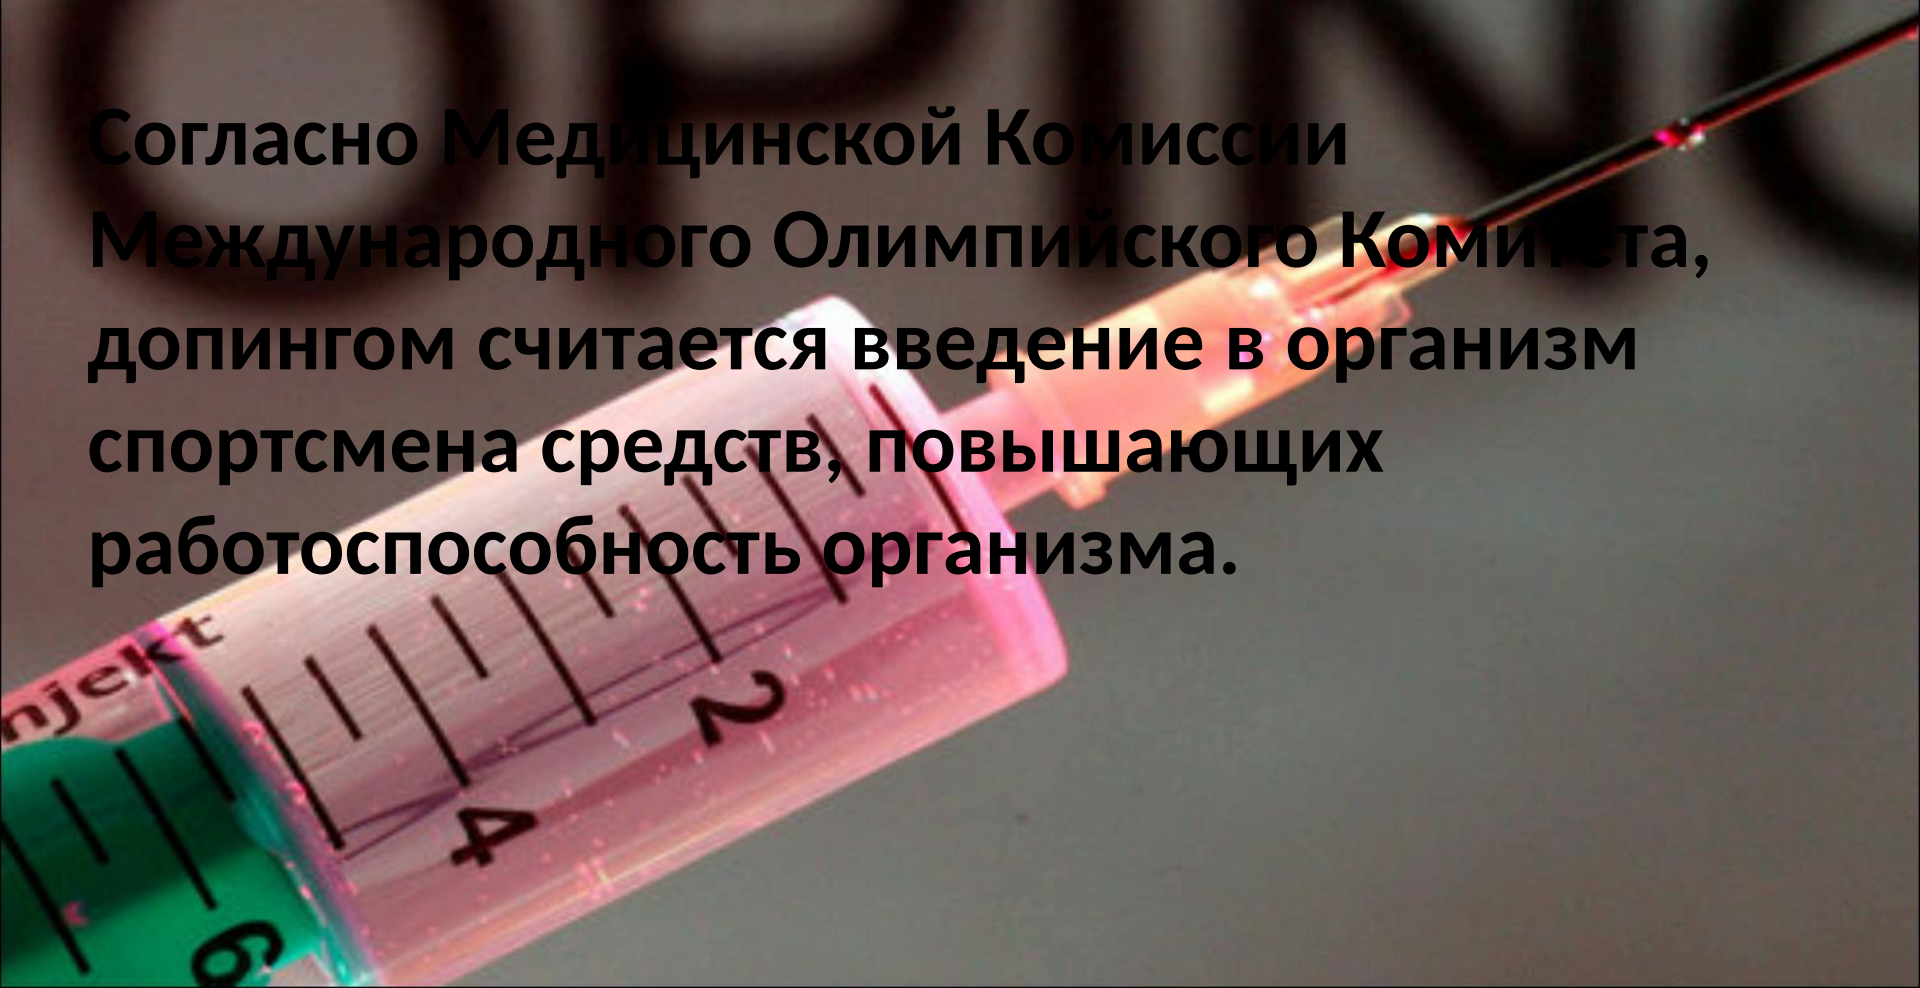 OPING
Согласно Медицинской Комиссии
Международного Олимпийского Комитета,
допингом считается введение в организм
спортсмена средств, повышающих
работоспособность организма.
njekt
2
4
6